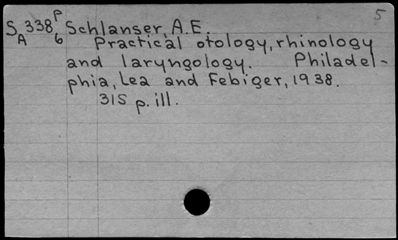 5
S 338 P Schlanser, A.E.
A 6 Practical otology, rhinology
and laryngology. Philadel-
phia, Lea and Febiger, 1938.
315 p. ill.